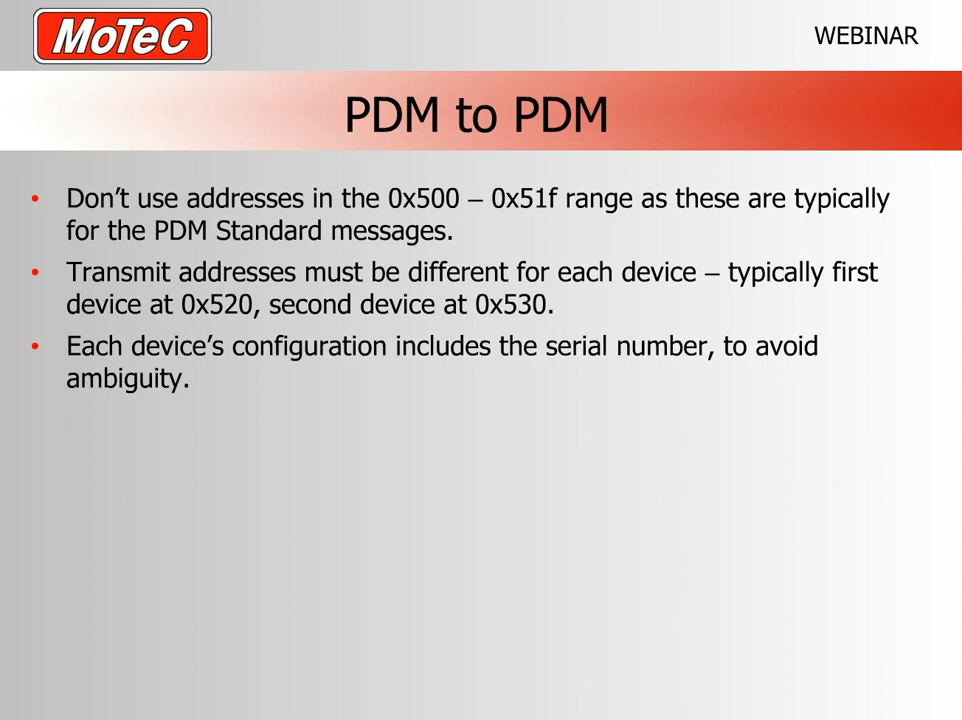 MoTeC
WEBINAR
PDM to PDM
• Don’t use addresses in the 0x500 – 0x51f range as these are typically
for the PDM Standard messages.
• Transmit addresses must be different for each device – typically first
device at 0x520, second device at 0x530.
• Each device’s configuration includes the serial number, to avoid
ambiguity.